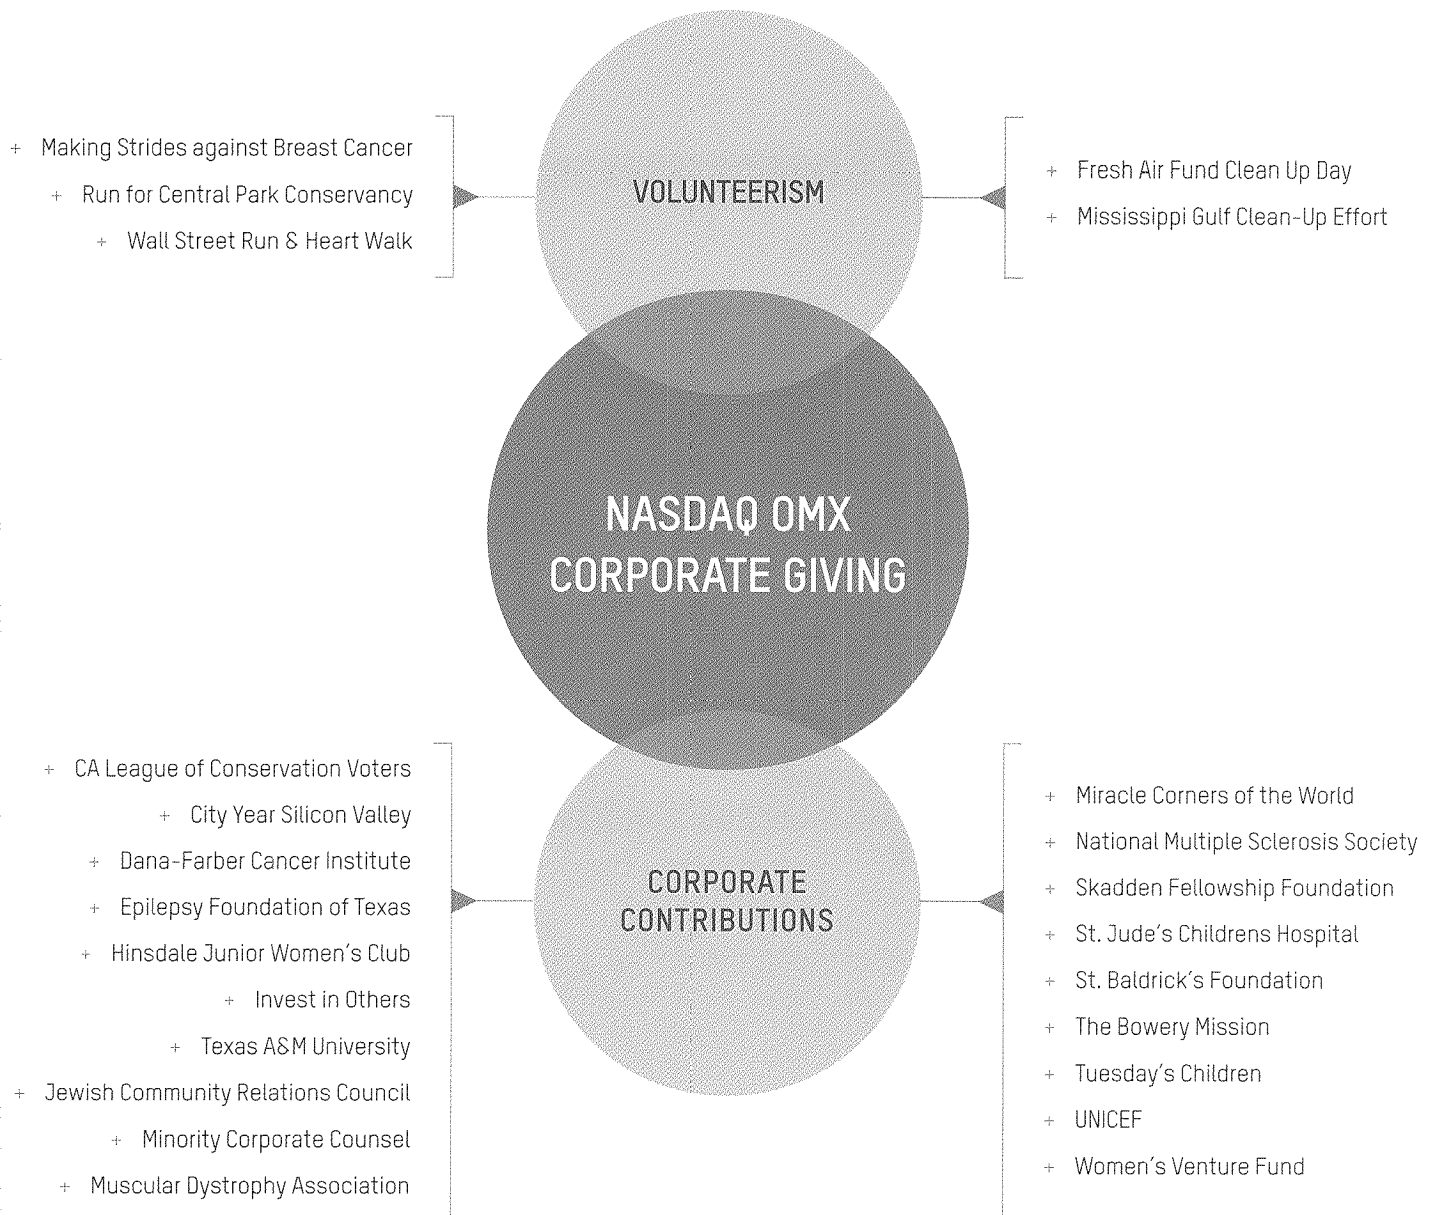 VOLUNTEERISM
+ Making Strides against Breast Cancer
+ Run for Central Park Conservancy
+ Wall Street Run & Heart Walk
+ Fresh Air Fund Clean Up Day
+ Mississippi Gulf Clean-Up Effort
NASDAQ OMX
CORPORATE GIVING
CORPORATE
CONTRIBUTIONS
+ CA League of Conservation Voters
+ City Year Silicon Valley
+ Dana-Farber Cancer Institute
+ Epilepsy Foundation of Texas
+ Hinsdale Junior Women's Club
+ Invest in Others
+ Texas A&M University
+ Jewish Community Relations Council
+ Minority Corporate Counsel
+ Muscular Dystrophy Association
+ Miracle Corners of the World
+ National Multiple Sclerosis Society
+ Skadden Fellowship Foundation
+ St. Jude's Childrens Hospital
+ St. Baldrick's Foundation
+ The Bowery Mission
+ Tuesday's Children
+ UNICEF
+ Women's Venture Fund